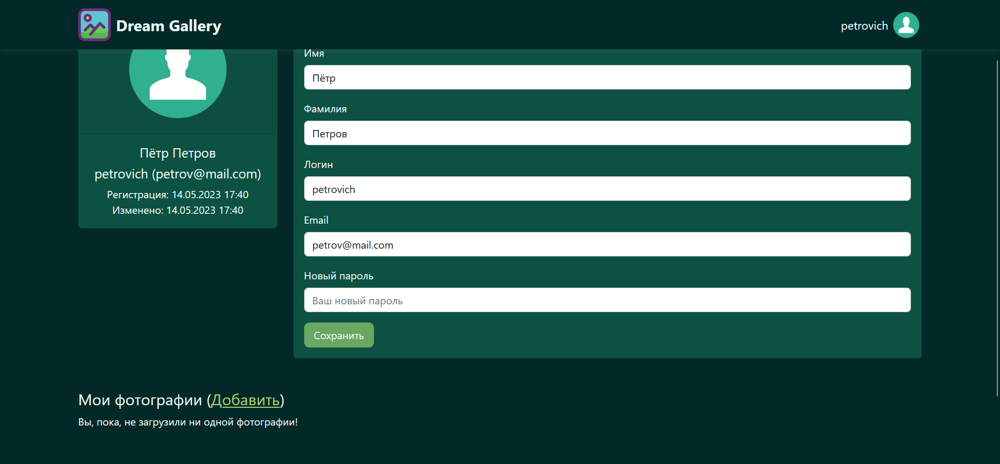 Dream Gallery
petrovich
Пётр Петров
petrovich (petrov@mail.com)
Регистрация: 14.05.2023 17:40
Изменено: 14.05.2023 17:40
Имя
Пётр
Фамилия
Петров
Логин
petrovich
Email
petrov@mail.com
Новый пароль
Ваш новый пароль
Сохранить
Мои фотографии (Добавить)
Вы, пока, не загрузили ни одной фотографии!